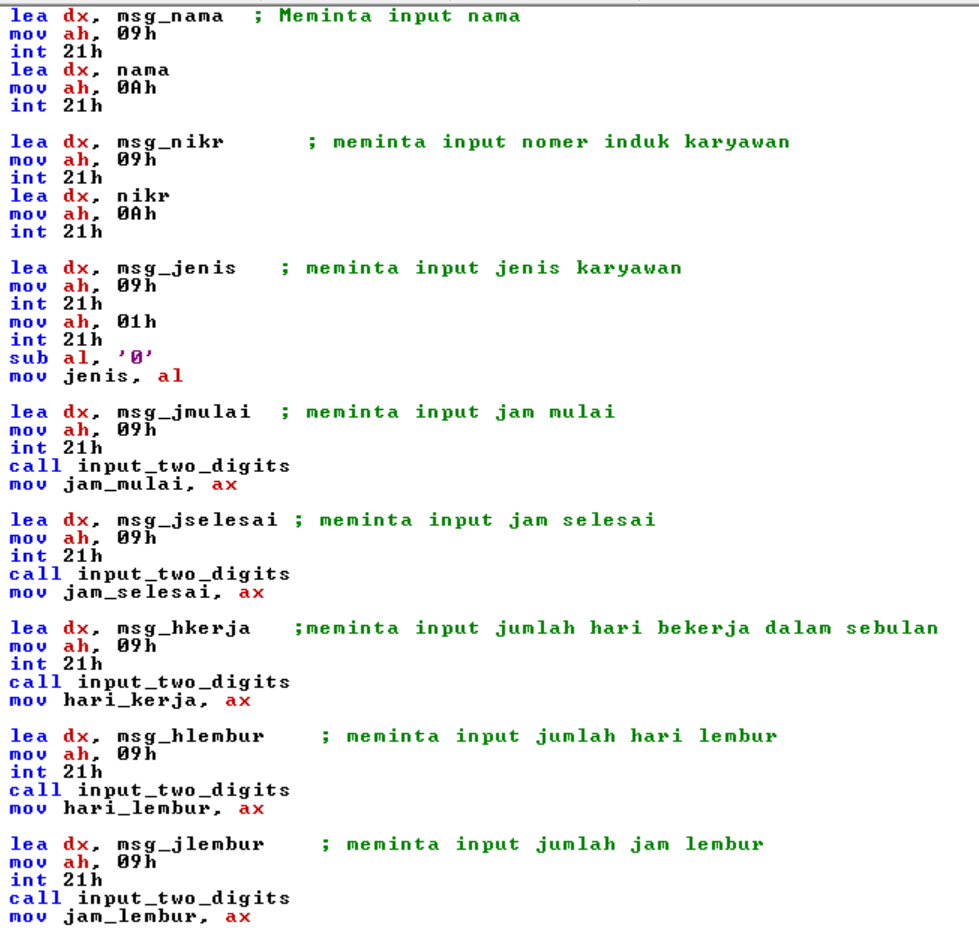 lea dx, msg_nama ; Meminta input nama
mov ah, 09h
int 21h
lea dx, nama
mov ah, 0Ah
int 21h
lea dx, msg_nikr ; meminta input nomer induk karyawan
mov ah, 09h
int 21h
lea dx, nikr
mov ah, 0Ah
int 21h
lea dx, msg_jenis ; meminta input jenis karyawan
mov ah, 09h
int 21h
mov ah, 01h
int 21h
sub al, '0'
mov jenis, al
lea dx, msg_jmulai ; meminta input jam mulai
mov ah, 09h
int 21h
call input_two_digits
mov jam_mulai, ax
lea dx, msg_jselesai ; meminta input jam selesai
mov ah, 09h
int 21h
call input_two_digits
mov jam_selesai, ax
lea dx, msg_hkerja ;meminta input jumlah hari bekerja dalam sebulan
mov ah, 09h
int 21h
call input_two_digits
mov hari_kerja, ax
lea dx, msg_hlembur ; meminta input jumlah hari lembur
mov ah, 09h
int 21h
call input_two_digits
mov hari_lembur, ax
lea dx, msg_jlembur ; meminta input jumlah jam lembur
mov ah, 09h
int 21h
call input_two_digits
mov jam_lembur, ax